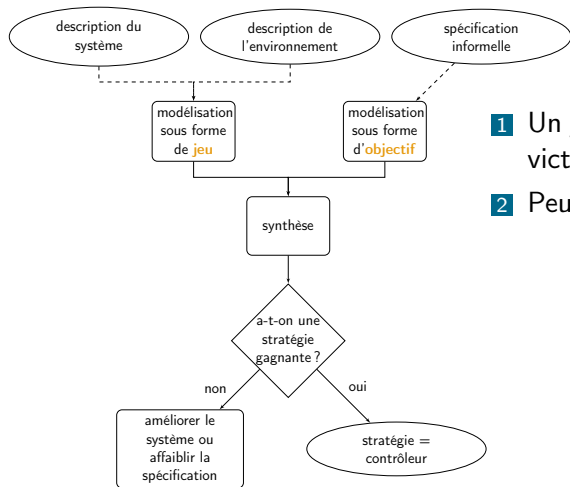 description du
système
description de
l'environnement
spécification
informelle
modélisation
sous forme
de jeu
modélisation
sous forme
d'objectif
1 Un
vict
2 Peu
synthèse
a-t-on une
stratégie
gagnante ?
non
oui
améliorer le
système ou
affaiblir la
spécification
stratégie =
contrôleur